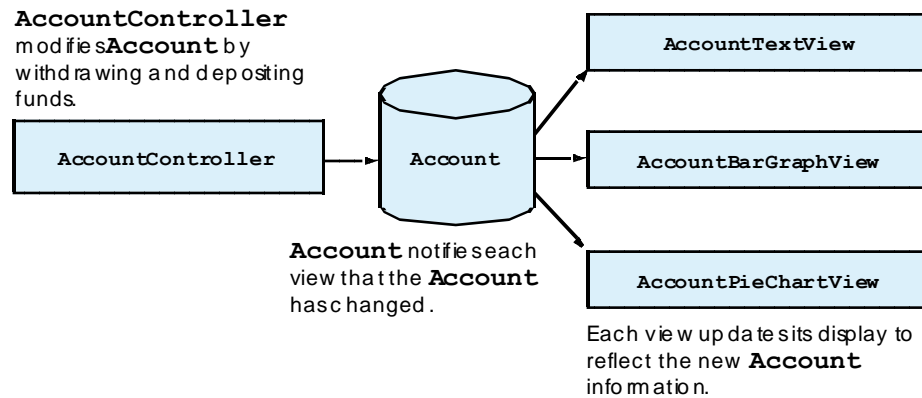 AccountController
modifies Account by
withdrawing and depositing
funds.
AccountController
Account
AccountTextView
AccountBarGraphView
AccountPieChartView
Account notifies each
view that the Account
has changed.
Each view updates its display to
reflect the new Account
information.